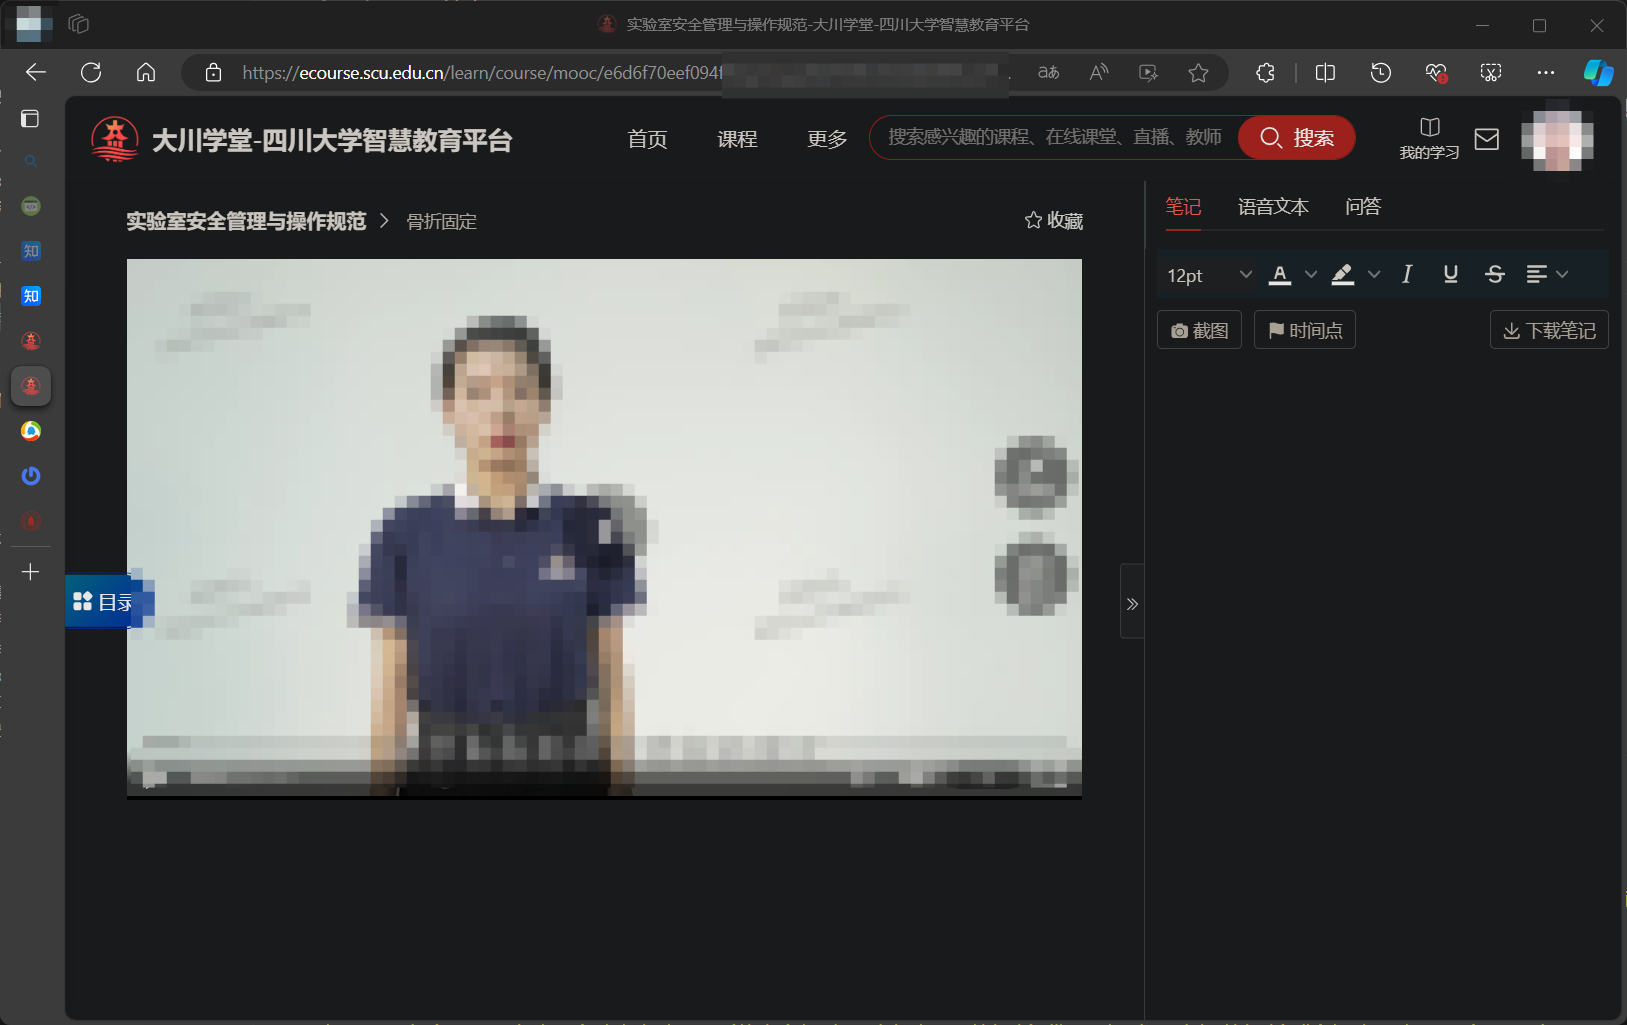 实验室安全管理与操作规范-大川学堂-四川大学智慧教育平台
https://ecourse.scu.edu.cn/learn/course/mooc/e6d6f70eef094f
大川学堂-四川大学智慧教育平台
首页
课程
更多
搜索感兴趣的课程、在线课堂、直播、教师
搜索
我的学习
实验室安全管理与操作规范
骨折固定
收藏
笔记
语音文本
问答
12pt
截图
时间点
下载笔记
知
知
目录